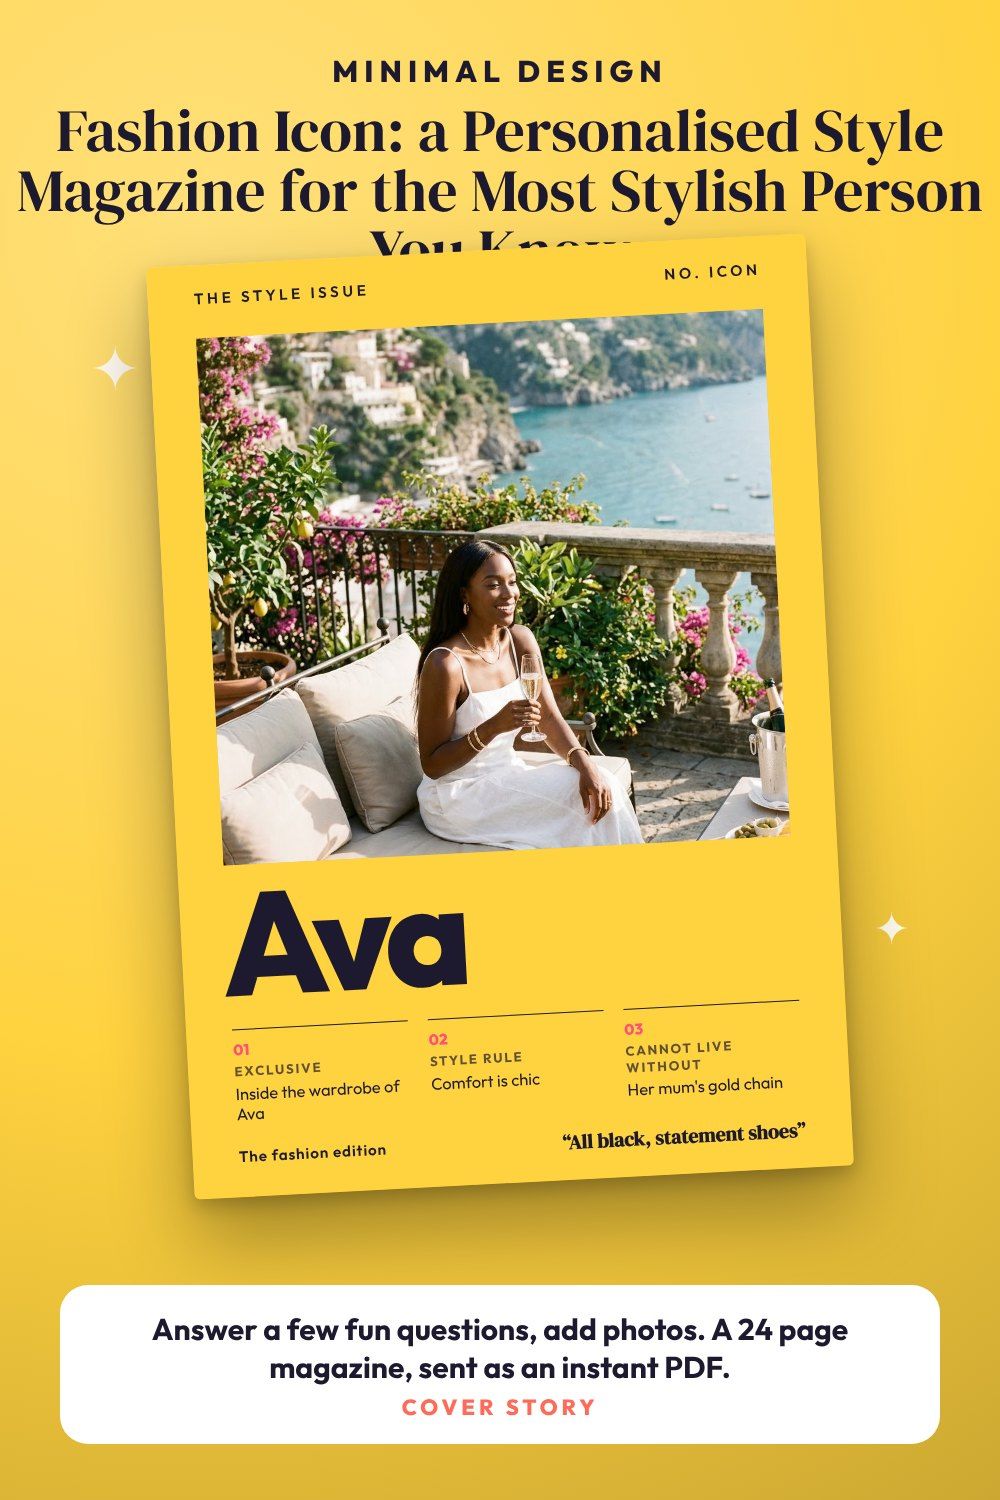 MINIMAL DESIGN
Fashion Icon: a Personalised Style
Magazine for the Most Stylish Person
You Know
THE STYLE ISSUE
NO. ICON
Ava
01
EXCLUSIVE
Inside the wardrobe of
Ava
02
STYLE RULE
Comfort is chic
03
CANNOT LIVE
WITHOUT
Her mum's gold chain
The fashion edition
“All black, statement shoes”
Answer a few fun questions, add photos. A 24 page
magazine, sent as an instant PDF.
COVER STORY